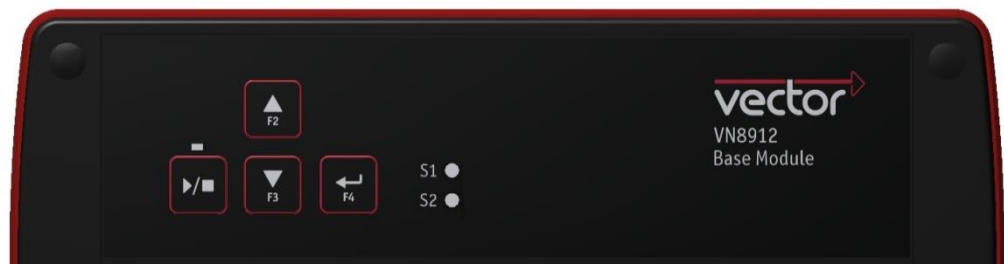 vector
VN8912
Base Module
F2
F3
F4
S1
S2